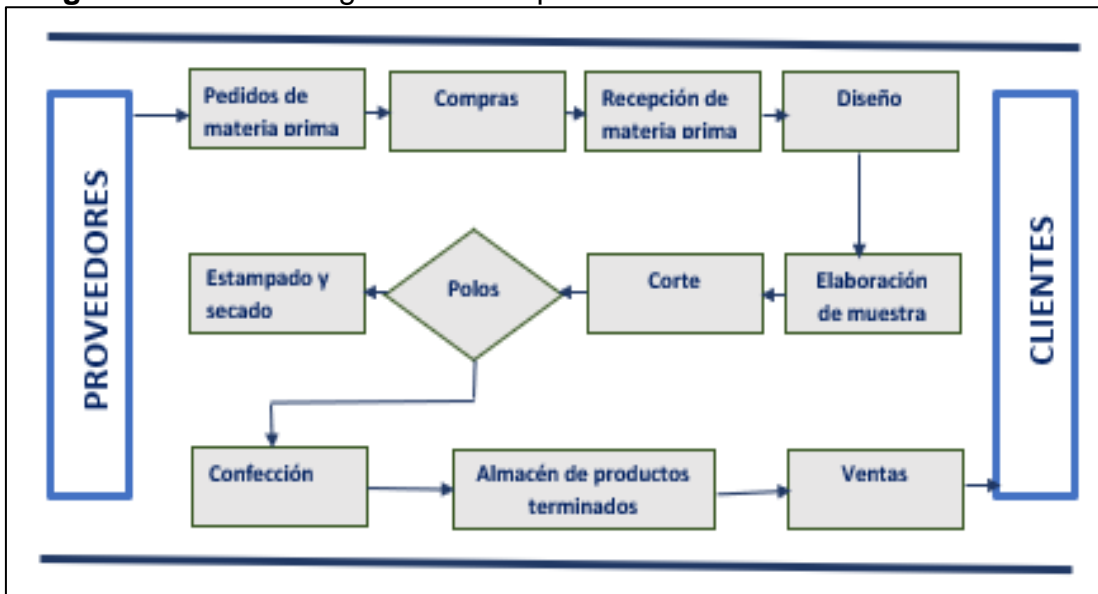 PROVEEDORES
Pedidos de
materia prima
Compras
Recepción de
materia prima
Diseño
CLIENTES
Estampado y
secado
Polos
Corte
Elaboración
de muestra
Confección
Almacén de productos
terminados
Ventas